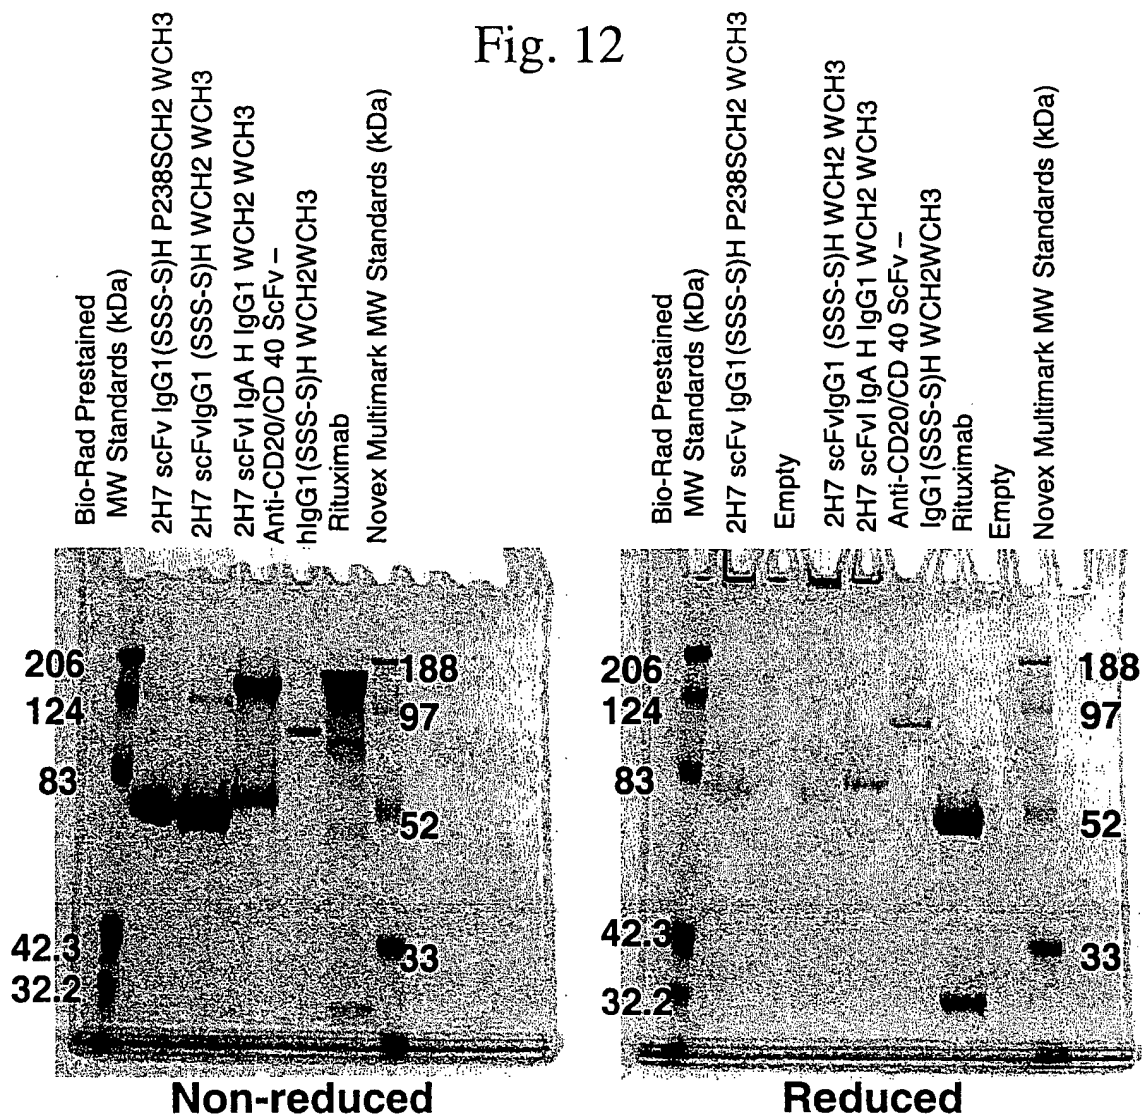 Fig. 12
Bio-Rad Prestained
MW Standards (kDa)
2H7 scFv IgG1(SSS-S)H P238SCH2 WCH3
2H7 scFvIgG1 (SSS-S)H WCH2 WCH3
2H7 scFvI IgA H IgG1 WCH2 WCH3
Anti-CD20/CD 40 ScFv –
hIgG1(SSS-S)H WCH2WCH3
Rituximab
Novex Multimark MW Standards (kDa)
206
124
83
42.3
32.2
188
97
52
33
Non-reduced
Bio-Rad Prestained
MW Standards (kDa)
2H7 scFv IgG1(SSS-S)H P238SCH2 WCH3
Empty
2H7 scFvIgG1 (SSS-S)H WCH2 WCH3
2H7 scFvI IgA H IgG1 WCH2 WCH3
Anti-CD20/CD 40 ScFv –
IgG1(SSS-S)H WCH2WCH3
Rituximab
Empty
Novex Multimark MW Standards (kDa)
206
124
83
42.3
32.2
188
97
52
33
Reduced